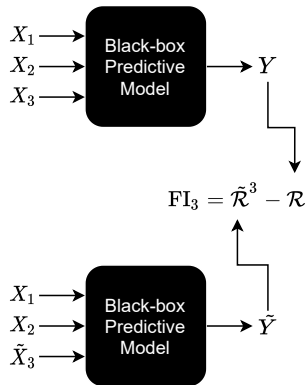 X₁
X₂
X₃
Black-box
Predictive
Model
Y
FI₃ = R̃³ − R
X₁
X₂
X̃₃
Black-box
Predictive
Model
Ỹ